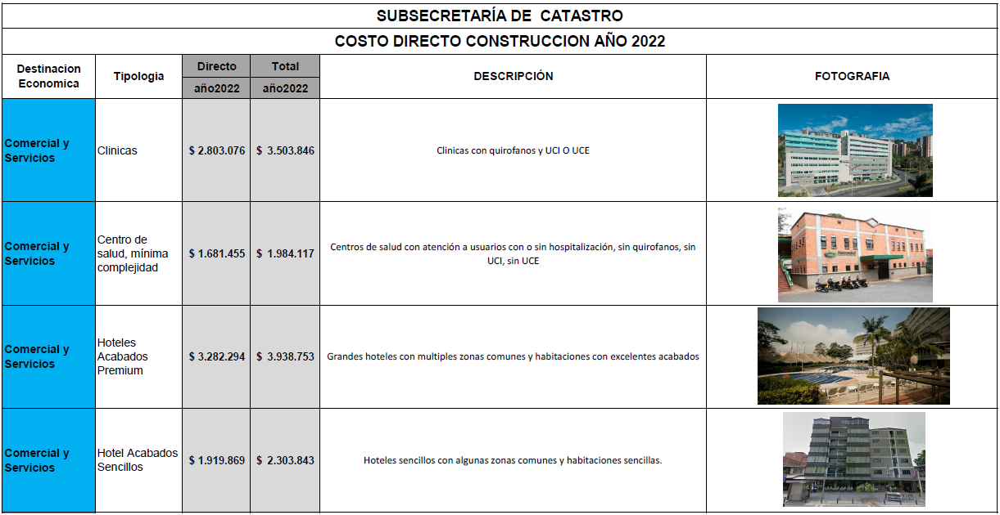 SUBSECRETARÍA DE  CATASTRO
COSTO DIRECTO CONSTRUCCION AÑO 2022
Destinacion
Economica
Tipologia
Directo
año2022
Total
año2022
DESCRIPCIÓN
FOTOGRAFIA
Comercial y
Servicios
Clinicas
$ 2.803.076
$ 3.503.846
Clinicas con quirofanos y UCI O UCE
Comercial y
Servicios
Centro de
salud, mínima
complejidad
$ 1.681.455
$ 1.984.117
Centros de salud con atención a usuarios con o sin hospitalización, sin quirofanos, sin
UCI, sin UCE
Metrosalud
Comercial y
Servicios
Hoteles
Acabados
Premium
$ 3.282.294
$ 3.938.753
Grandes hoteles con multiples zonas comunes y habitaciones con excelentes acabados
Comercial y
Servicios
Hotel Acabados
Sencillos
$ 1.919.869
$ 2.303.843
Hoteles sencillos con algunas zonas comunes y habitaciones sencillas.